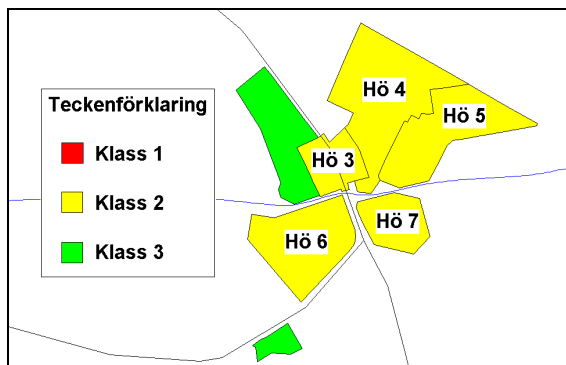 Teckenförklaring
Klass 1
Klass 2
Klass 3
Hö 4
Hö 5
Hö 3
Hö 7
Hö 6